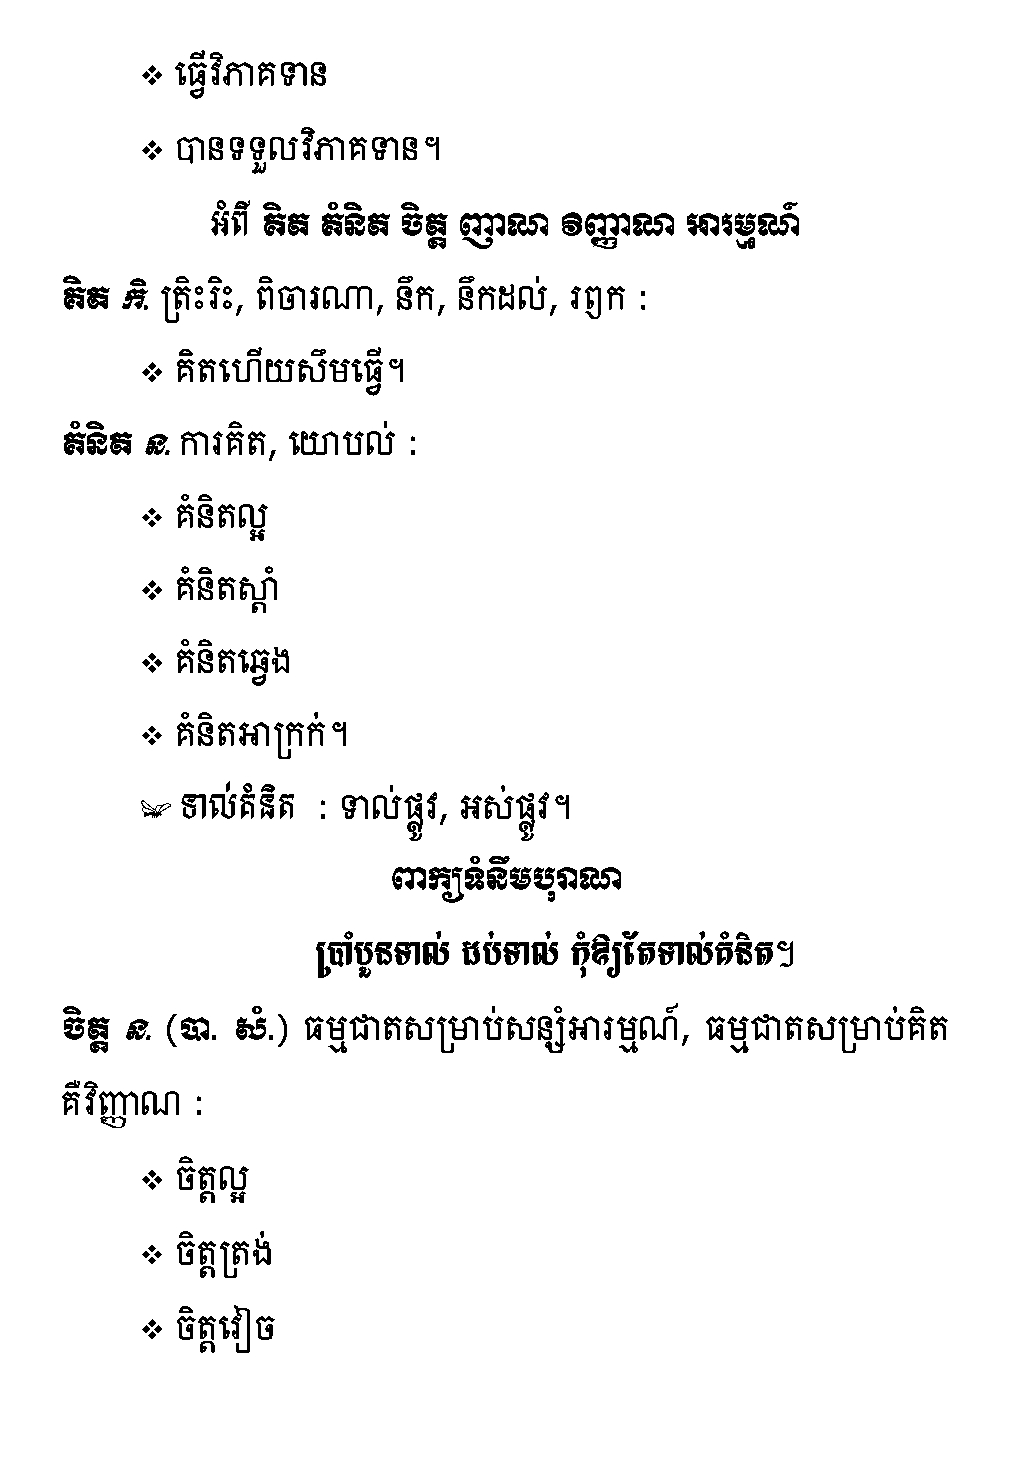 ❖ ធ្វើវិភាគទាន
❖ បានទទួលវិភាគទាន។
អំពី គិត គំនិត ចិត្ត ញាណ វិញ្ញាណ អារម្មណ៍
គិត កិ. ត្រិះរិះ, ពិចារណា, នឹក, នឹកដល់, រឭក :
❖ គិតហើយសឹមធ្វើ។
គំនិត ន. ការគិត, យោបល់ :
❖ គំនិតល្អ
❖ គំនិតស្ដាំ
❖ គំនិតឆ្វេង
❖ គំនិតអាក្រក់។
ទាល់គំនិត : ទាល់ផ្លូវ, អស់ផ្លូវ។
ពាក្យទំនឹមបុរាណ
ប្រាំបួនទាល់ ដប់ទាល់ កុំឱ្យតែទាល់គំនិត។
ចិត្ត ន. (បា. សំ.) ធម្មជាតសម្រាប់សន្សំអារម្មណ៍, ធម្មជាតសម្រាប់គិត
គឺវិញ្ញាណ :
❖ ចិត្តល្អ
❖ ចិត្តត្រង់
❖ ចិត្តវៀច